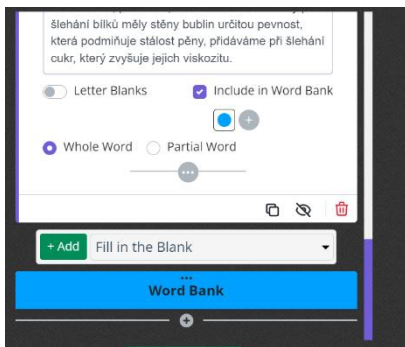 šlehání bílků měly stěny bublin určitou pevnost,
která podmiňuje stálost pěny, přidáváme při šlehání
cukr, který zvyšuje jejich viskozitu.
Letter Blanks
Include in Word Bank
Whole Word
Partial Word
+ Add
Fill in the Blank
Word Bank